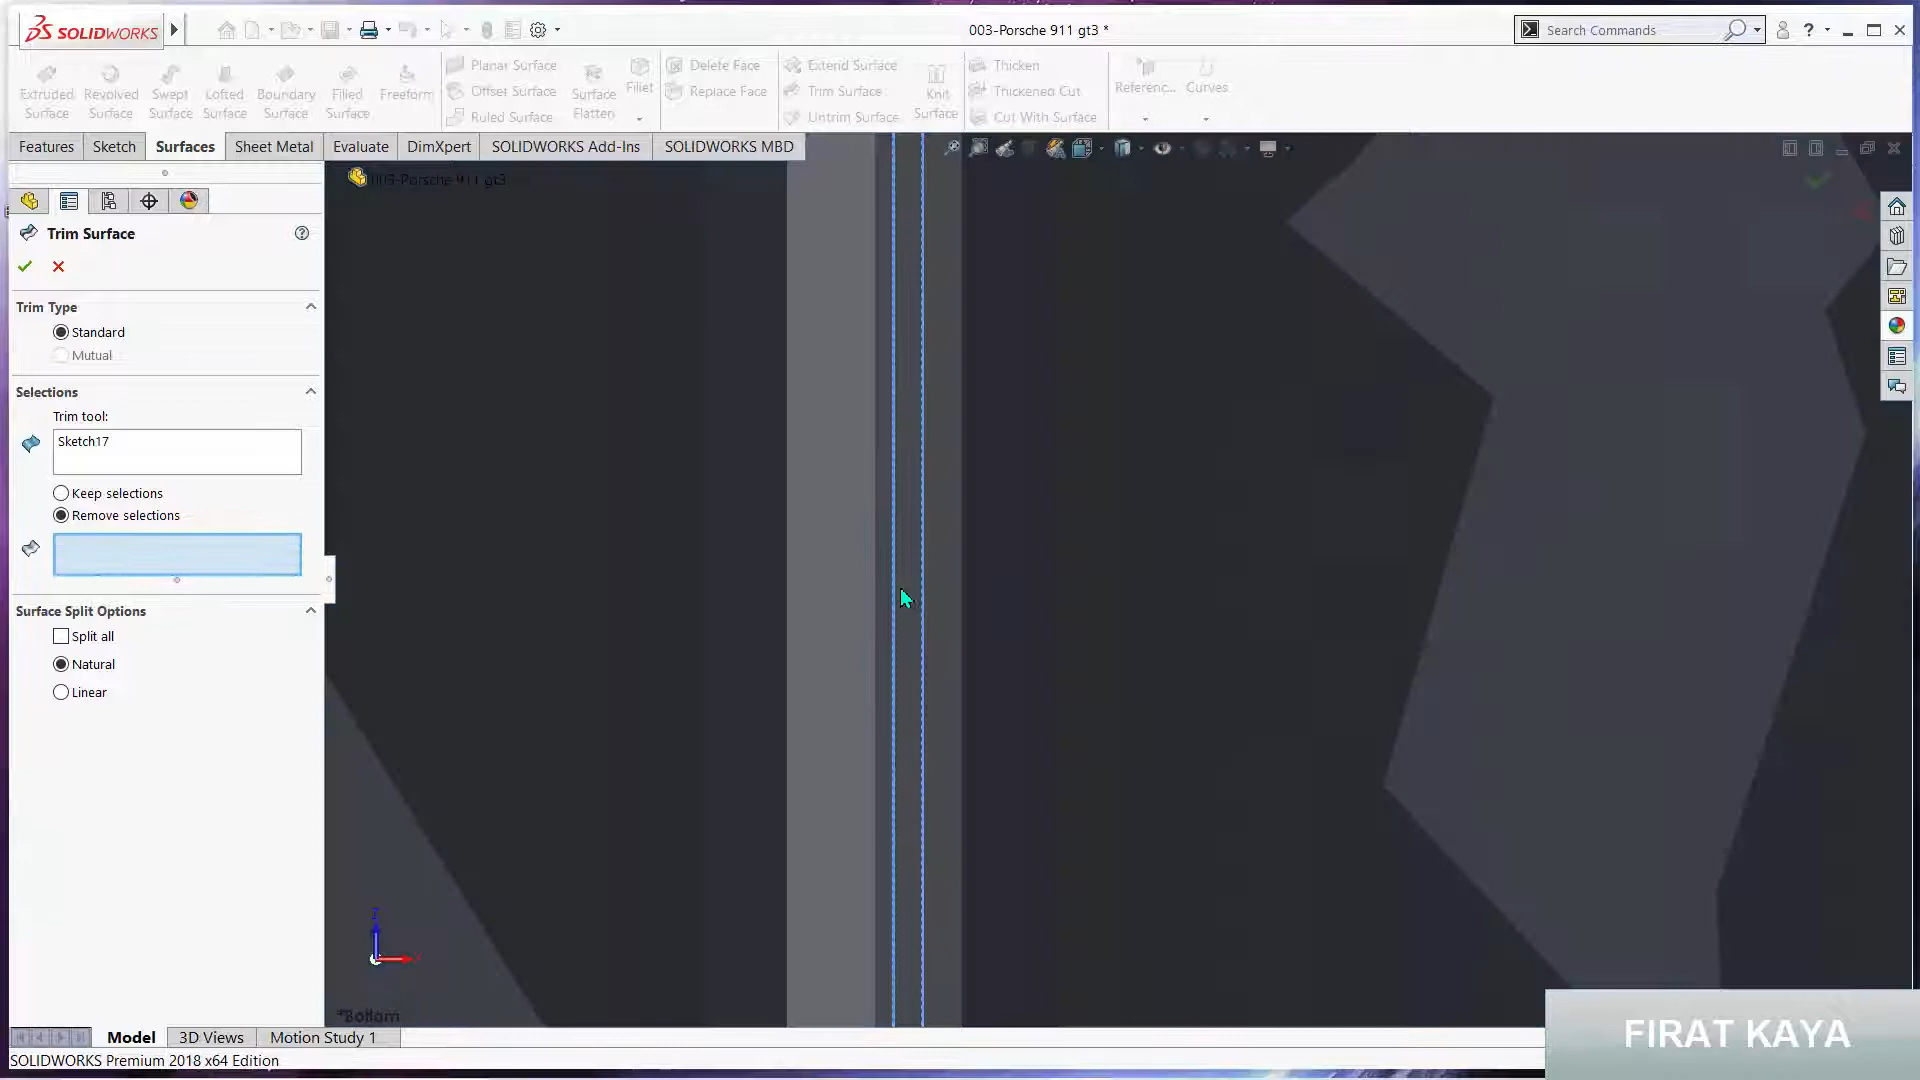 SOLIDWORKS
003-Porsche 911 gt3 *
Search Commands
Extruded Surface
Revolved Surface
Swept Surface
Lofted Surface
Boundary Surface
Filled Surface
Freeform
Planar Surface
Offset Surface
Ruled Surface
Surface Flatten
Fillet
Delete Face
Replace Face
Extend Surface
Trim Surface
Untrim Surface
Knit Surface
Thicken
Thickened Cut
Cut With Surface
Referenc...
Curves
Features
Sketch
Surfaces
Sheet Metal
Evaluate
DimXpert
SOLIDWORKS Add-Ins
SOLIDWORKS MBD
003-Porsche 911 gt3
Trim Surface
Trim Type
Standard
Mutual
Selections
Trim tool:
Sketch17
Keep selections
Remove selections
Surface Split Options
Split all
Natural
Linear
*Bottom
Model
3D Views
Motion Study 1
SOLIDWORKS Premium 2018 x64 Edition
FIRAT KAYA